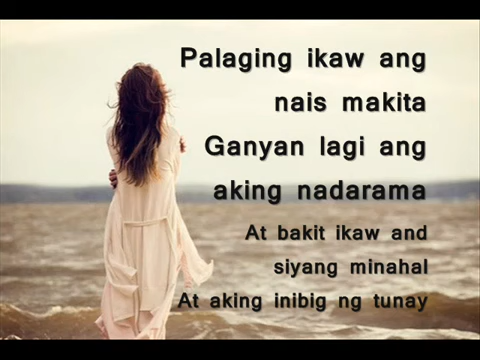 Palaging ikaw ang
nais makita
Ganyan lagi ang
aking nadarama
At bakit ikaw and
siyang minahal
At aking inibig ng tunay